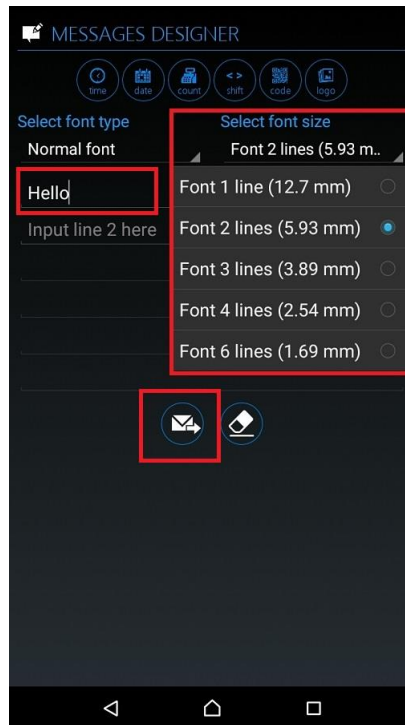 MESSAGES DESIGNER
time date count shift code logo
Select font type Select font size
Normal font Font 2 lines (5.93 m..
Hello Font 1 line (12.7 mm)
Input line 2 here Font 2 lines (5.93 mm)
Font 3 lines (3.89 mm)
Font 4 lines (2.54 mm)
Font 6 lines (1.69 mm)